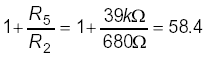 1+ R₅/R₂ = 1+ 39kΩ/680Ω = 58.4